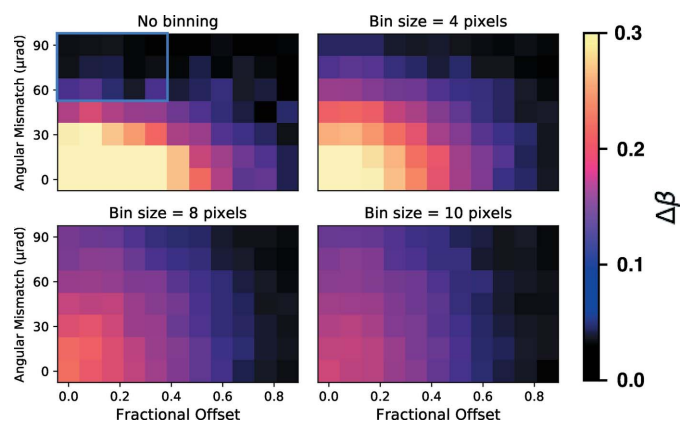 No binning
Bin size = 4 pixels
Angular Mismatch (μrad)
90
60
30
0
0.3
0.2
0.1
0.0
Δβ
Bin size = 8 pixels
Bin size = 10 pixels
Angular Mismatch (μrad)
90
60
30
0
0.0 0.2 0.4 0.6 0.8
0.0 0.2 0.4 0.6 0.8
Fractional Offset
Fractional Offset